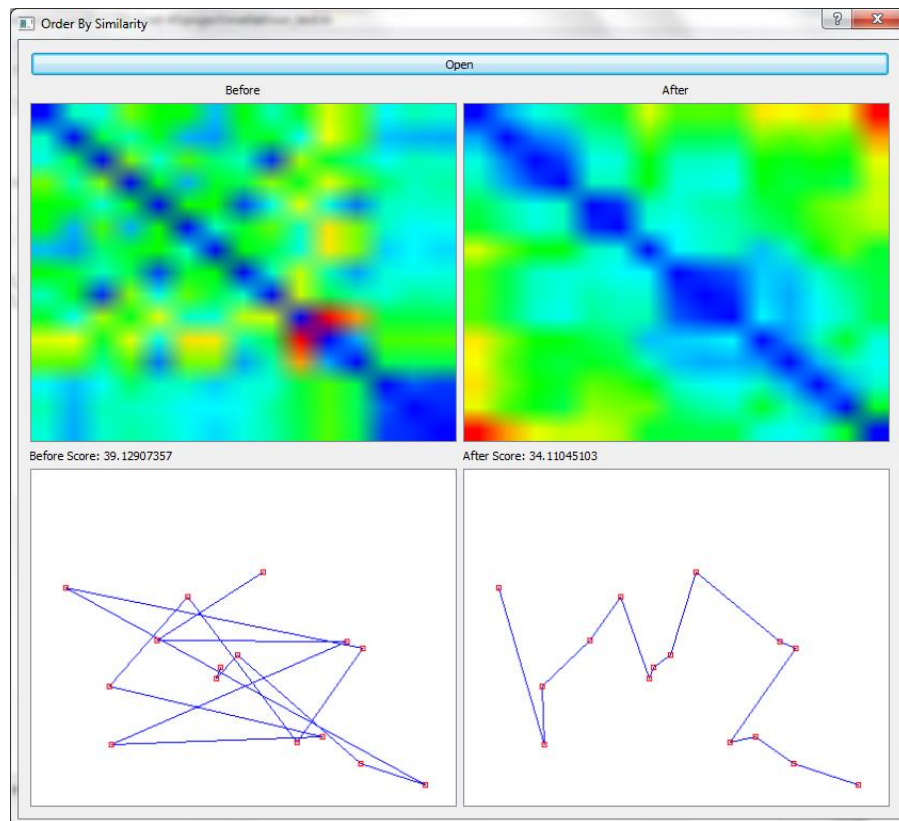 Order By Similarity
Open
Before
After
Before Score: 39.12907357
After Score: 34.11045103